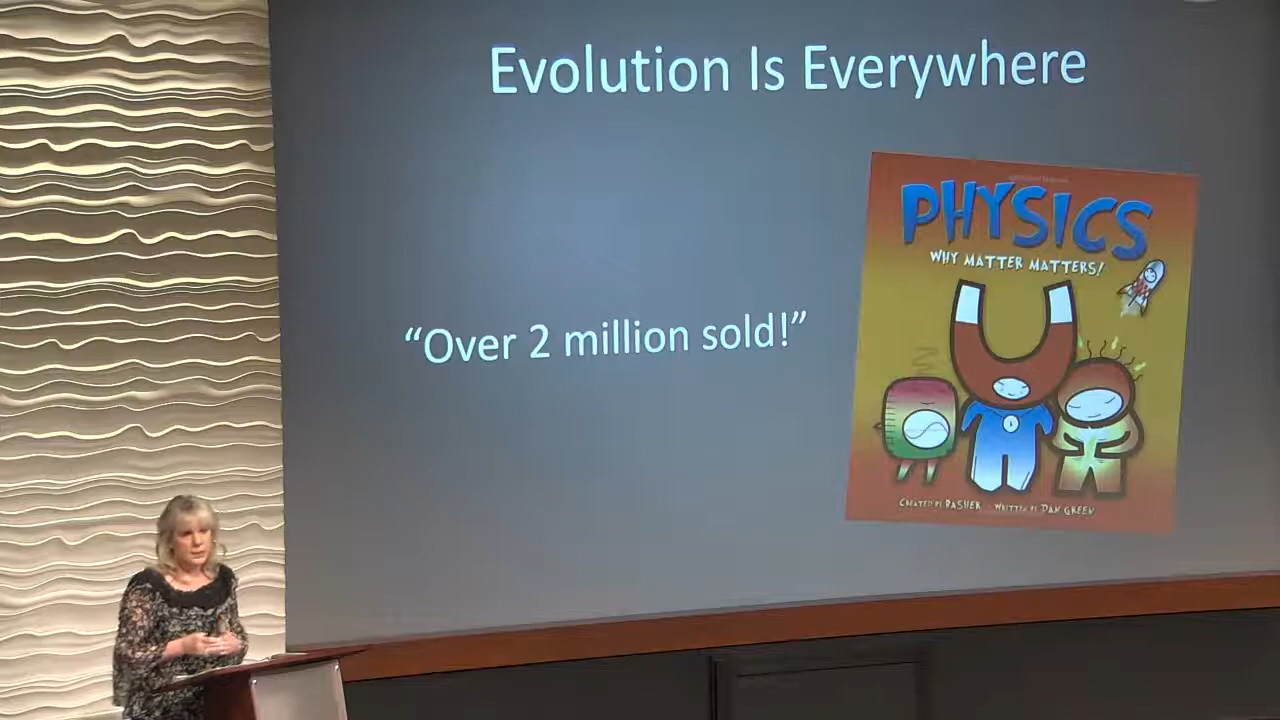 Evolution Is Everywhere
PHYSICS
WHY MATTER MATTERS!
“Over 2 million sold!”
CREATED BY BASHER WRITTEN BY DAN GREEN